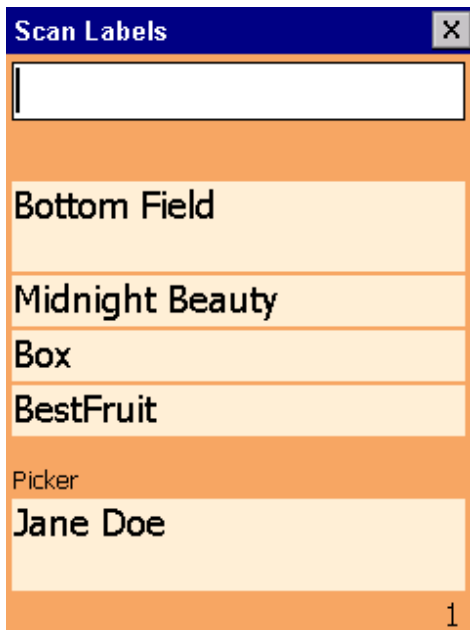 Scan Labels
Bottom Field
Midnight Beauty
Box
BestFruit
Picker
Jane Doe
1